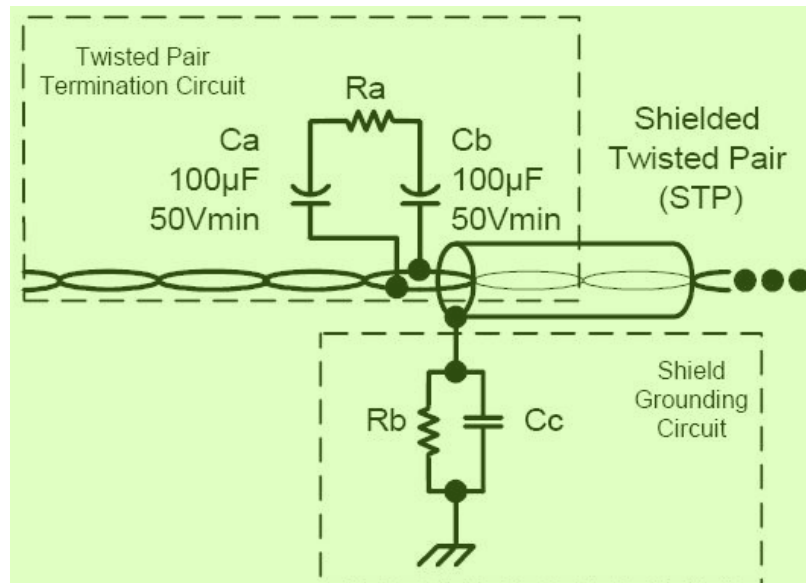 Twisted Pair
Termination Circuit
Ra
Ca
100µF
50Vmin
Cb
100µF
50Vmin
Shielded
Twisted Pair
(STP)
Rb
Cc
Shield
Grounding
Circuit